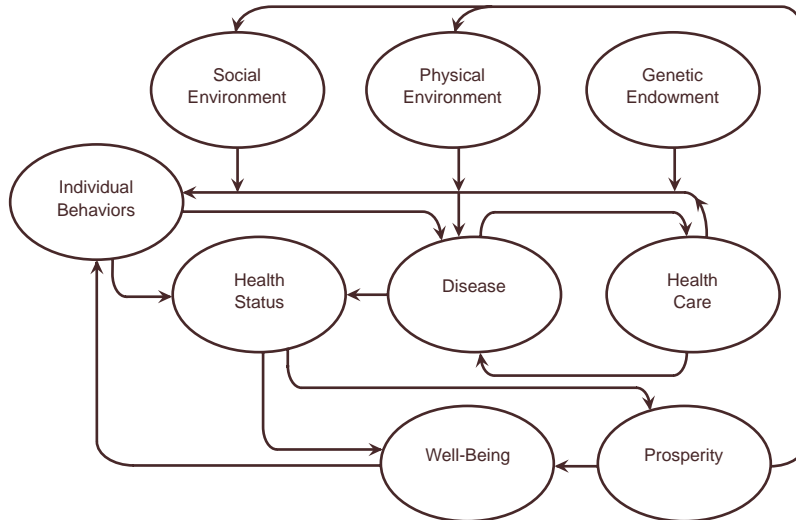 Social
Environment
Physical
Environment
Genetic
Endowment
Individual
Behaviors
Health
Status
Disease
Health
Care
Well-Being
Prosperity